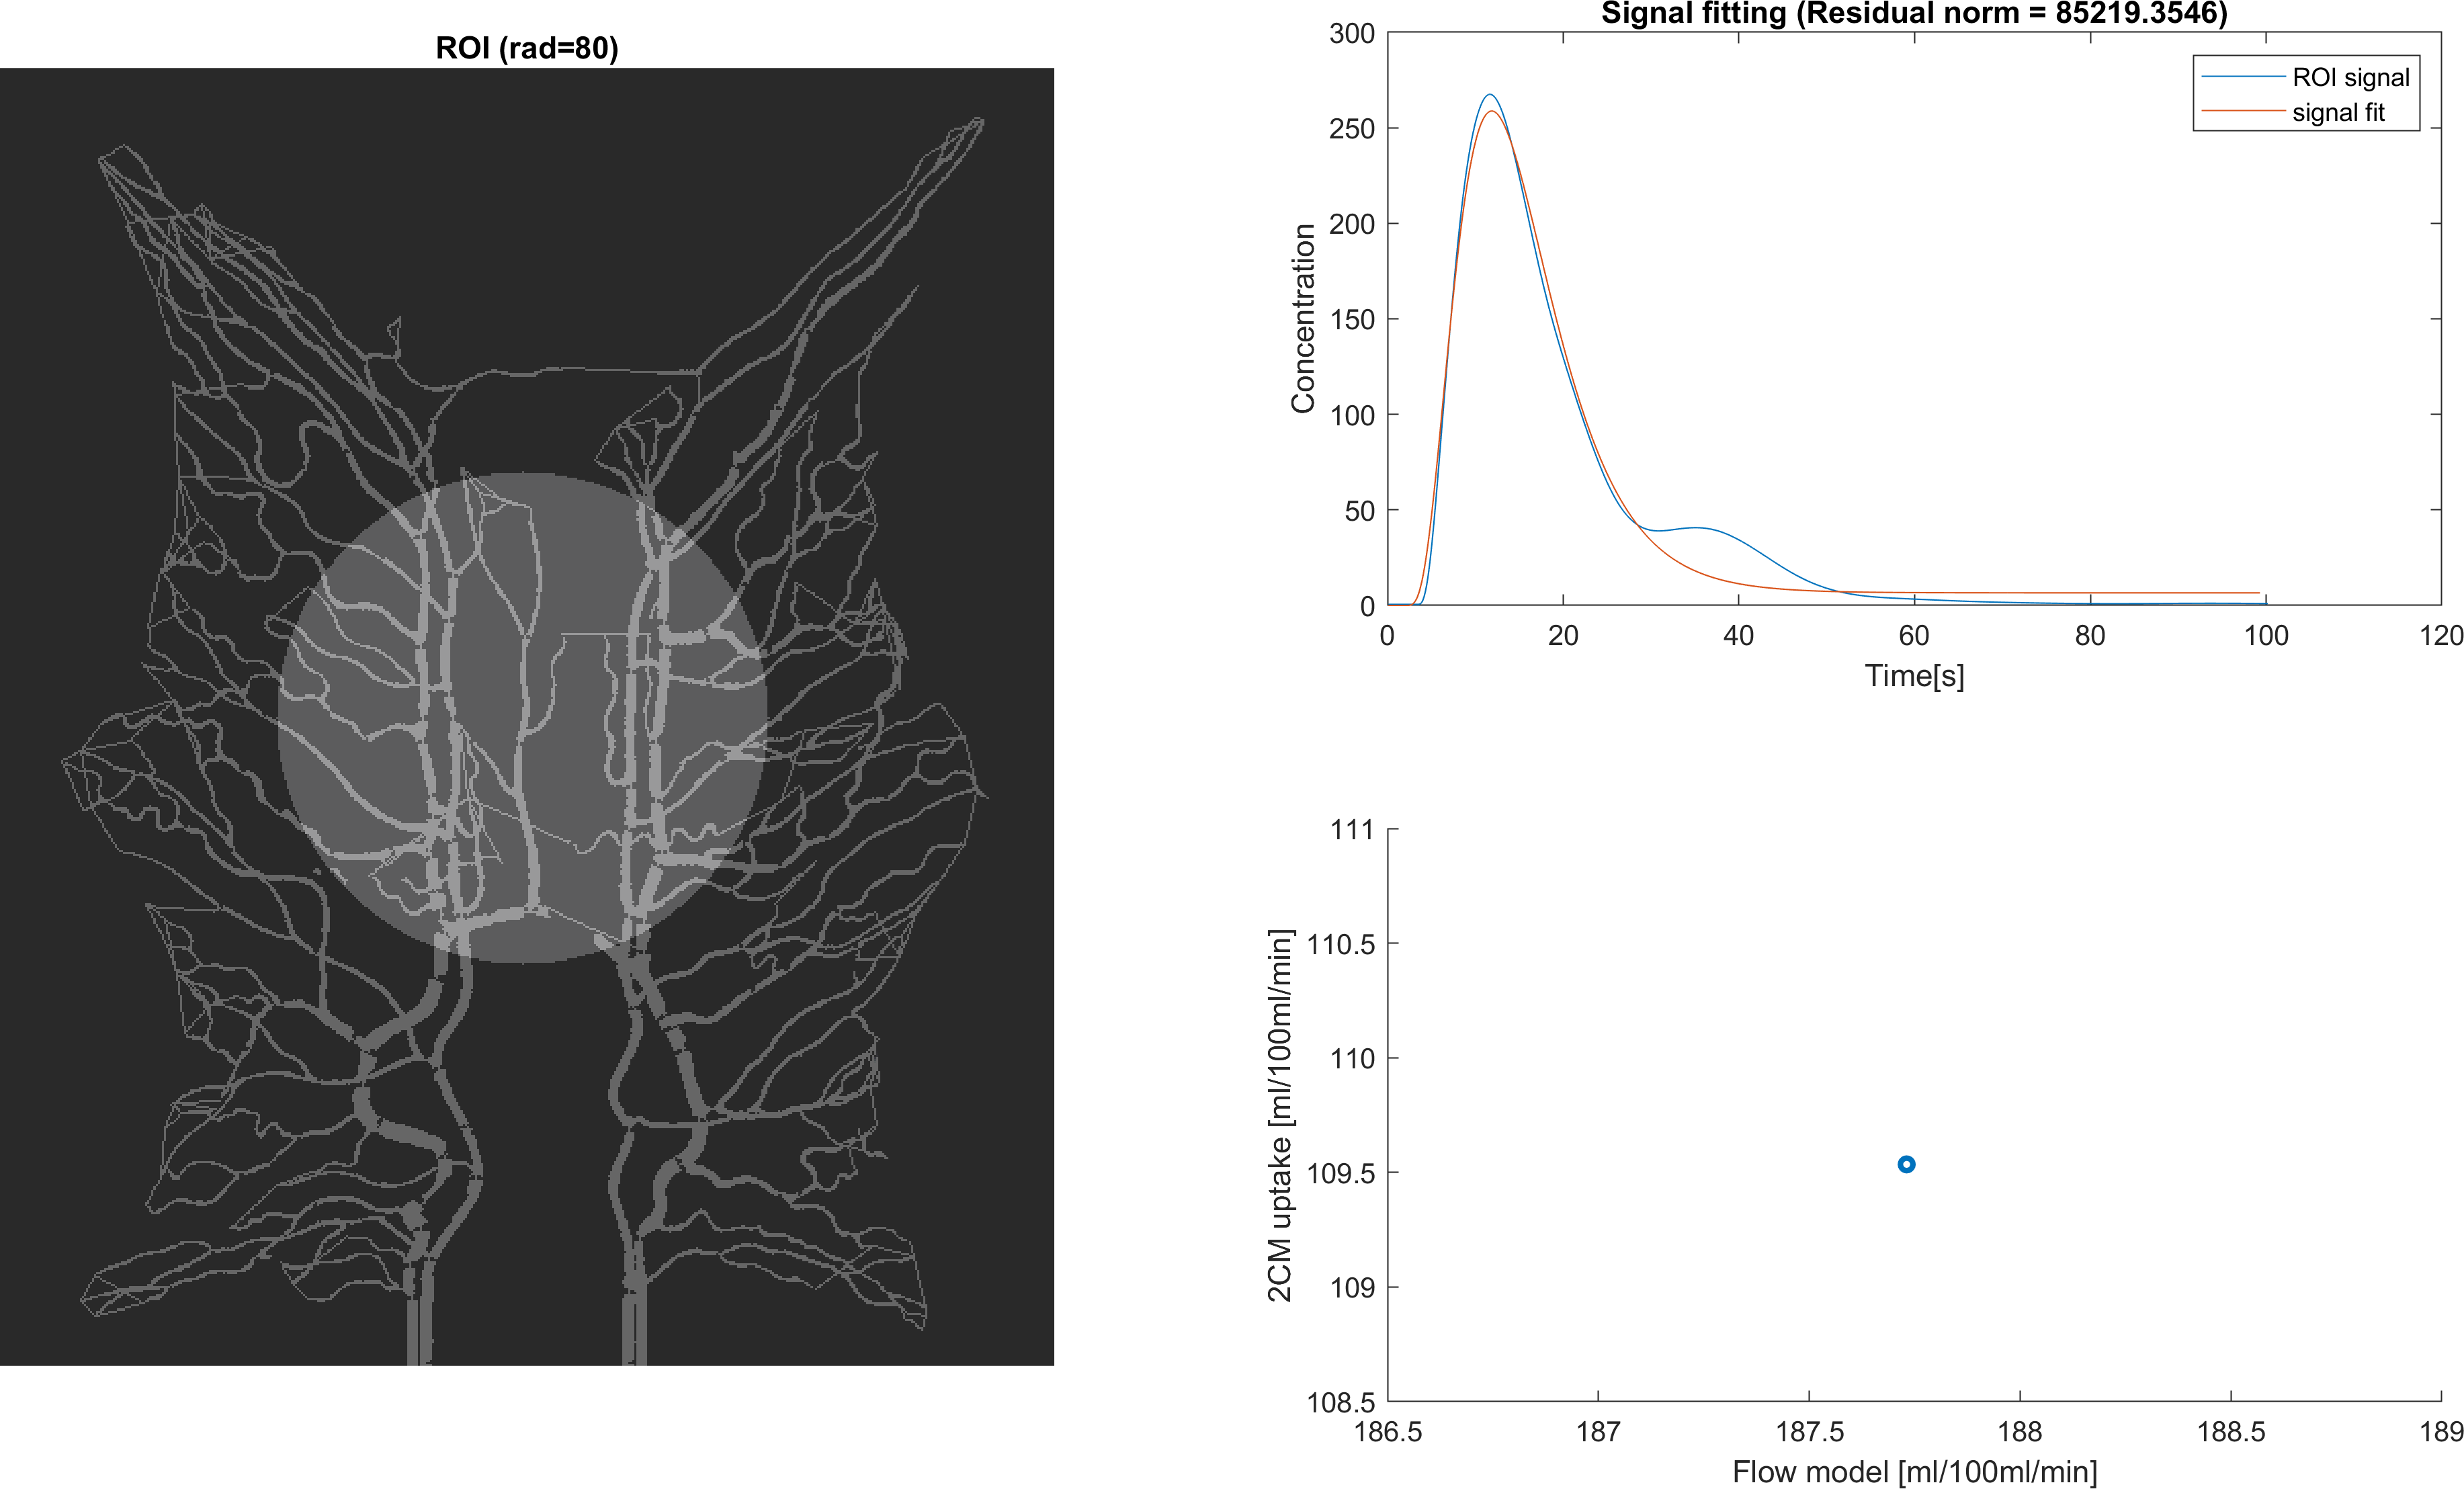 ROI (rad=80)
Signal fitting (Residual norm = 85219.3546)
300
250
200
150
100
50
0
Concentration
ROI signal
signal fit
0 20 40 60 80 100 120
Time[s]
111
110.5
110
109.5
109
108.5
2CM uptake [ml/100ml/min]
186.5 187 187.5 188 188.5 189
Flow model [ml/100ml/min]